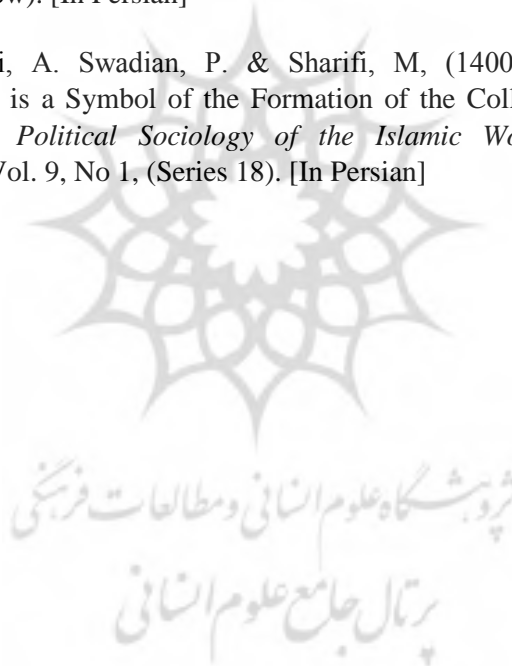 ow). [In Persian]
i, A. Swadian, P. & Sharifi, M, (1400
is a Symbol of the Formation of the Coll
Political Sociology of the Islamic Wo
Vol. 9, No 1, (Series 18). [In Persian]
پژوهشگاه علوم انسانی و مطالعات فرهنگی
پرتال جامع علوم انسانی